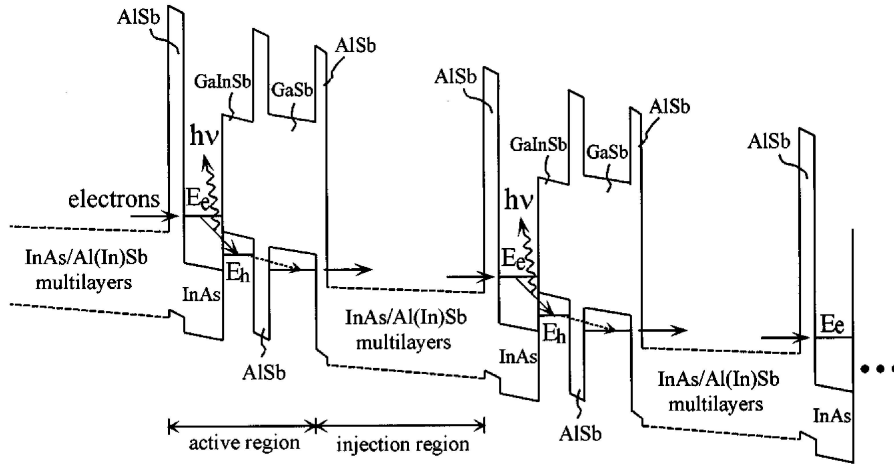 AlSb
GaInSb
GaSb
AlSb
hν
electrons
Ee
Eh
InAs/Al(In)Sb
multilayers
InAs
AlSb
InAs/Al(In)Sb
multilayers
active region
injection region
AlSb
GaInSb
GaSb
AlSb
hν
Ee
Eh
InAs
AlSb
InAs/Al(In)Sb
multilayers
AlSb
Ee
InAs
•••